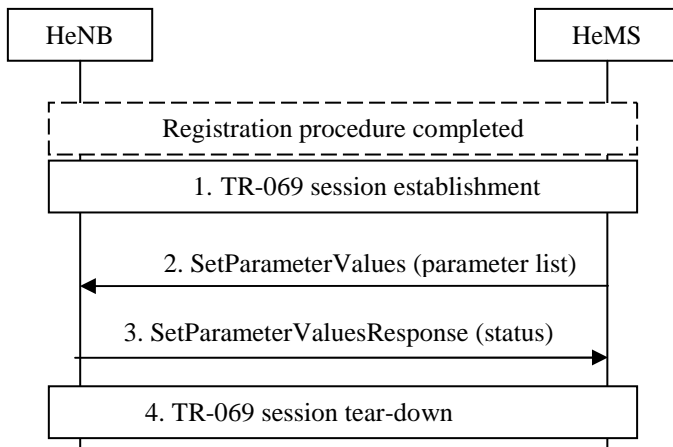 HeNB
HeMS
Registration procedure completed
1. TR-069 session establishment
2. SetParameterValues (parameter list)
3. SetParameterValuesResponse (status)
4. TR-069 session tear-down